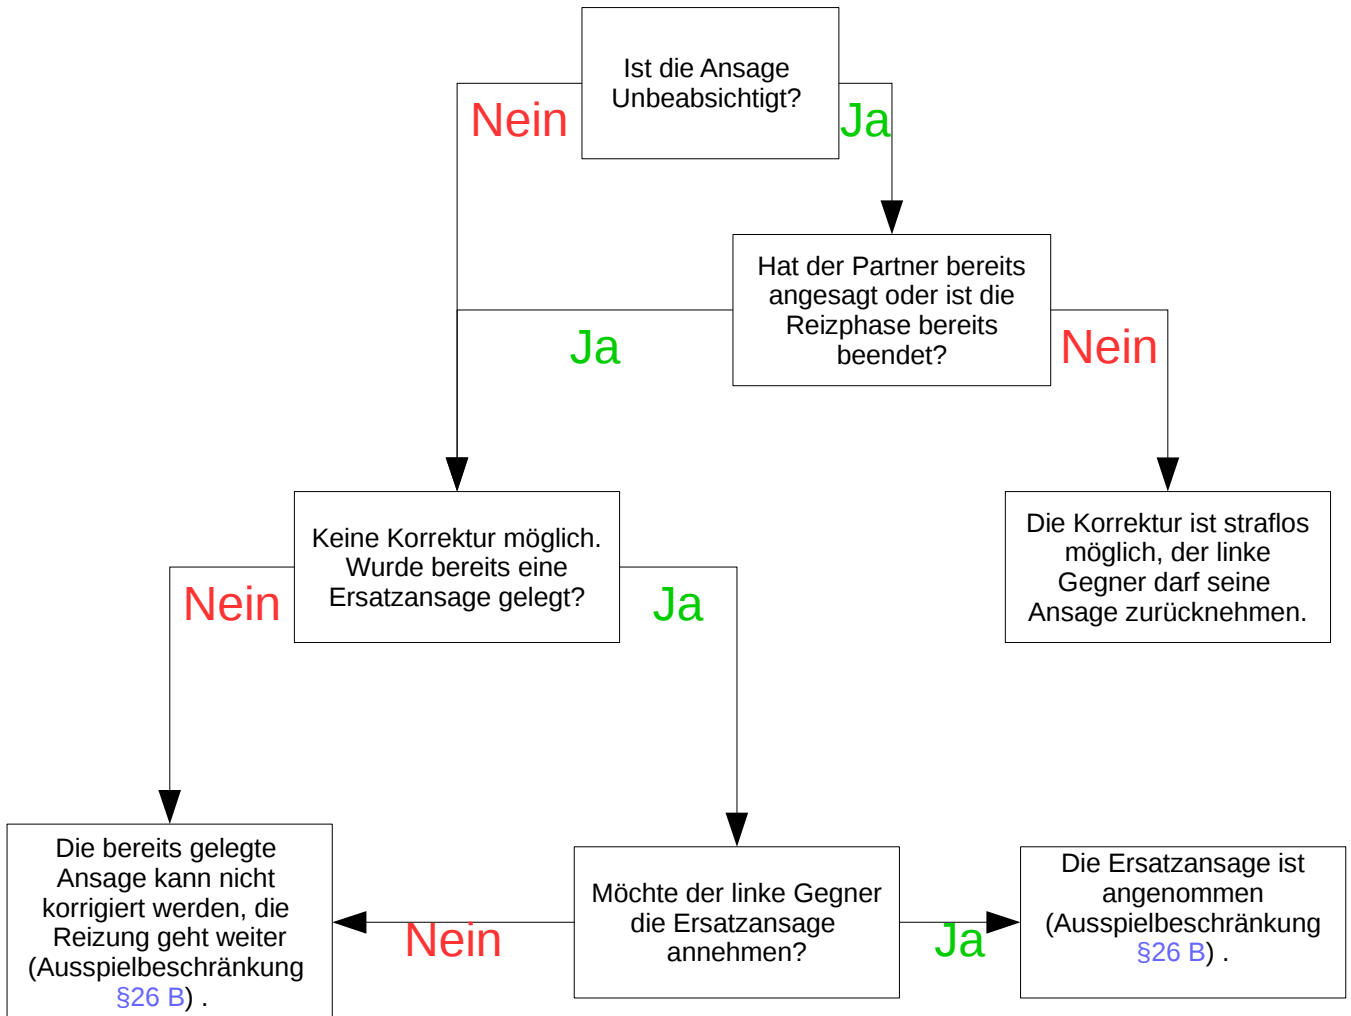 Ist die Ansage
Unbeabsichtigt?
Nein
Ja
Hat der Partner bereits
angesagt oder ist die
Reizphase bereits
beendet?
Ja
Nein
Keine Korrektur möglich.
Wurde bereits eine
Ersatzansage gelegt?
Die Korrektur ist straflos
möglich, der linke
Gegner darf seine
Ansage zurücknehmen.
Nein
Ja
Die bereits gelegte
Ansage kann nicht
korrigiert werden, die
Reizung geht weiter
(Ausspielbeschränkung
§26 B) .
Nein
Möchte der linke Gegner
die Ersatzansage
annehmen?
Ja
Die Ersatzansage ist
angenommen
(Ausspielbeschränkung
§26 B) .